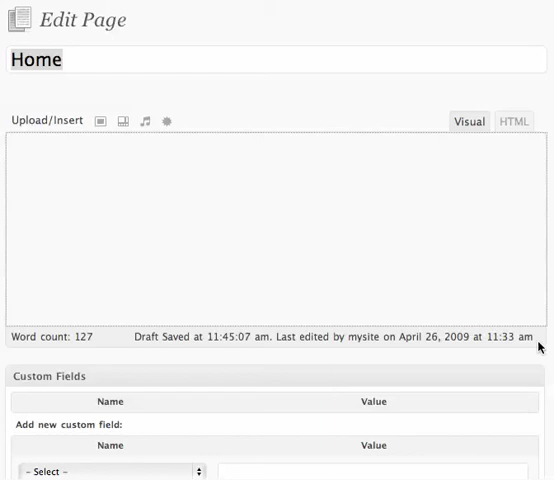 Edit Page
Home
Upload/Insert
Visual HTML
Word count: 127 Draft Saved at 11:45:07 am. Last edited by mysite on April 26, 2009 at 11:33 am
Custom Fields
Name Value
Add new custom field:
Name Value
– Select –